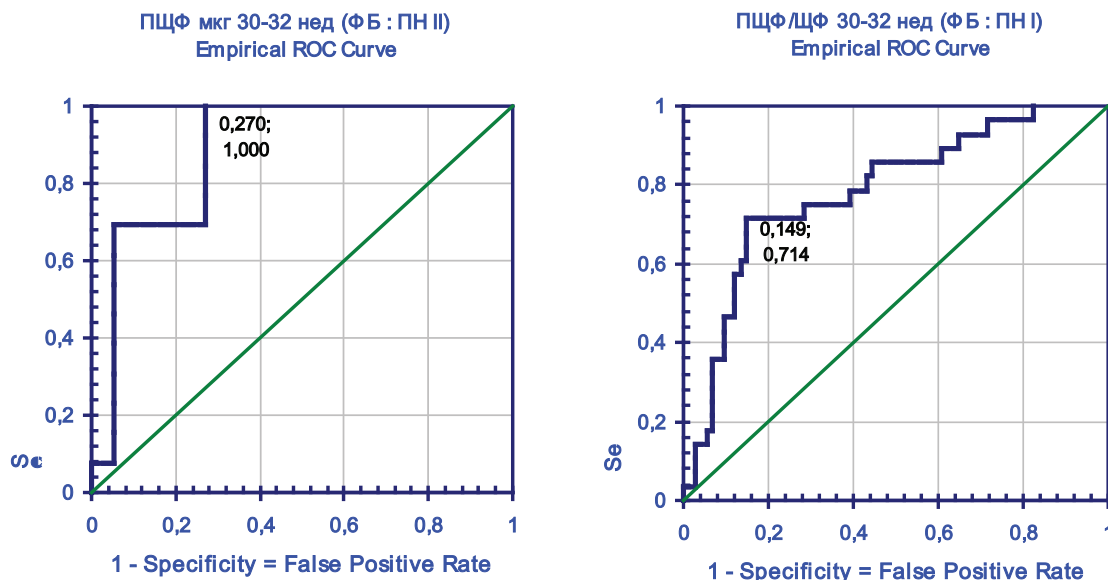 ПЩФ мкг 30-32 нед (ФБ : ПН II)
Empirical ROC Curve
1
0,8
0,6
0,4
0,2
0
Se
0,270;
1,000
0 0,2 0,4 0,6 0,8 1
1 - Specificity = False Positive Rate
ПЩФ/ЩФ 30-32 нед (ФБ : ПН I)
Empirical ROC Curve
1
0,8
0,6
0,4
0,2
0
Se
0,149;
0,714
0 0,2 0,4 0,6 0,8 1
1 - Specificity = False Positive Rate